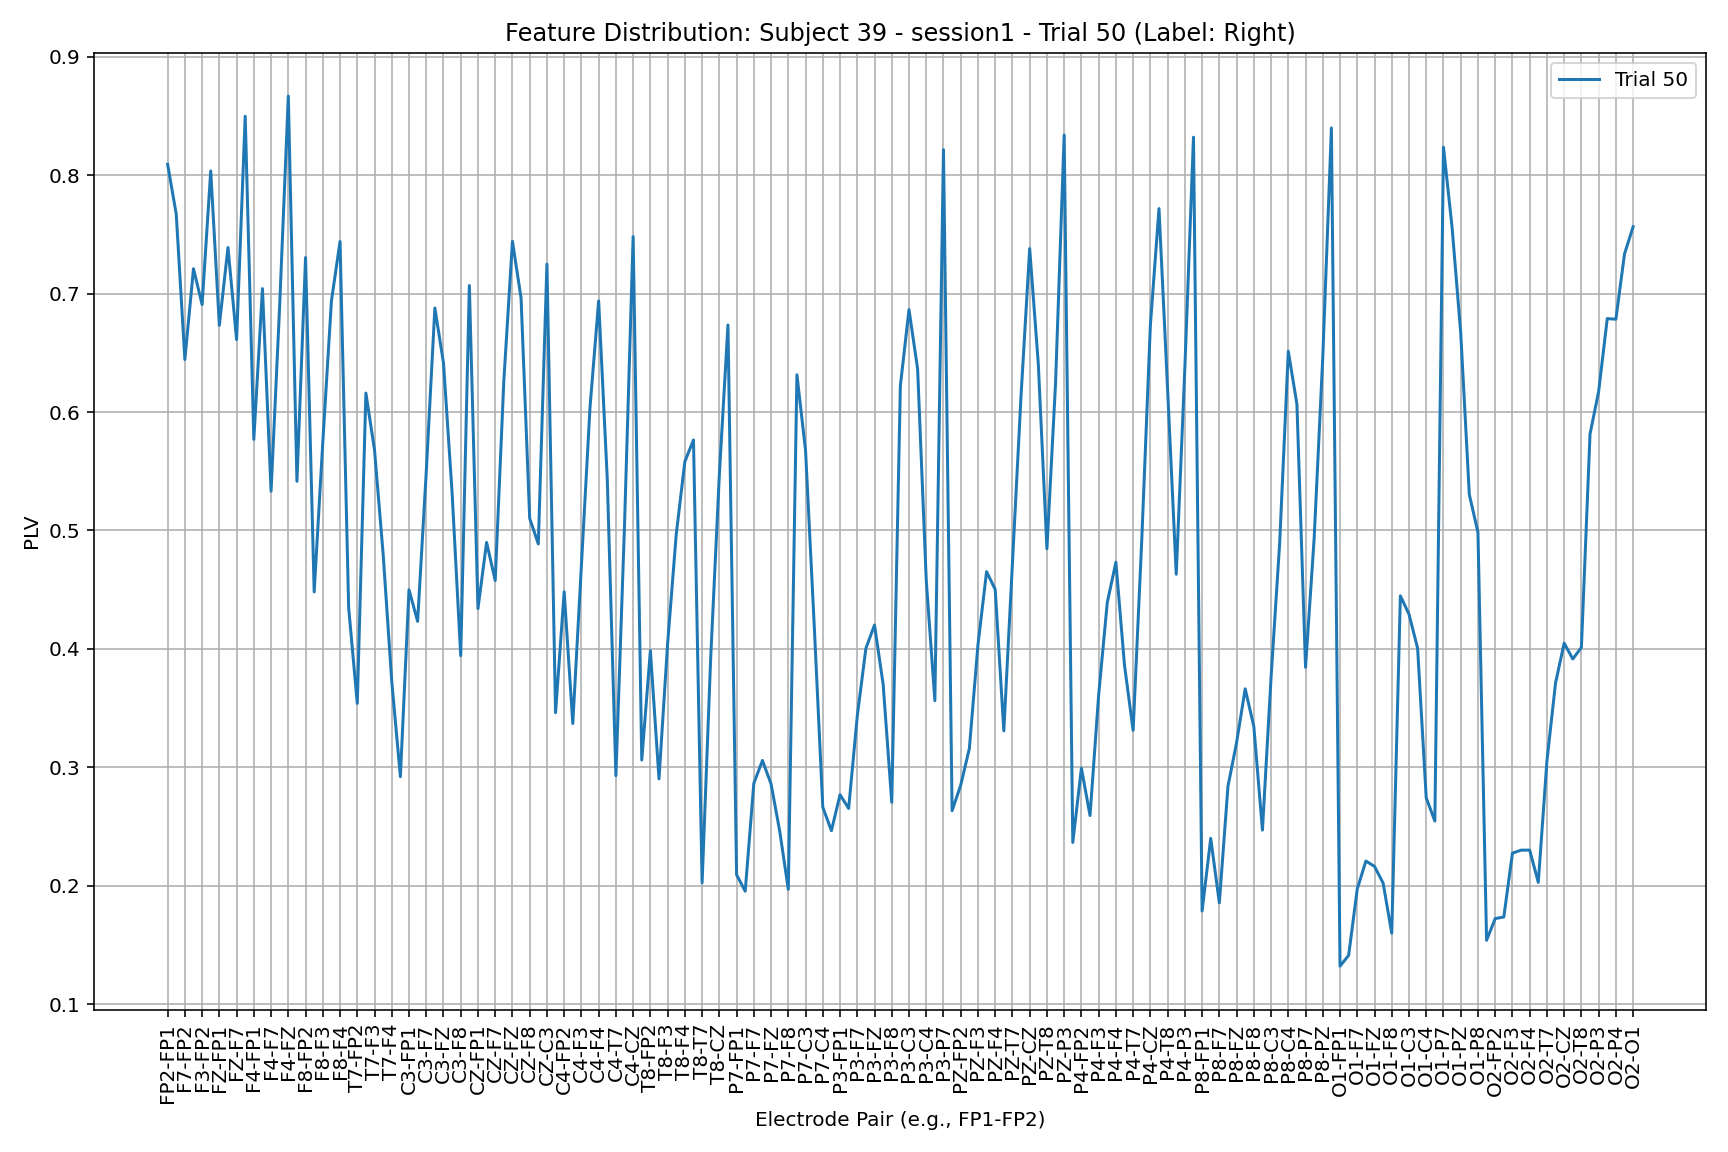 Feature Distribution: Subject 39 - session1 - Trial 50 (Label: Right)
Trial 50
0.9
0.8
0.7
0.6
0.5
0.4
0.3
0.2
0.1
PLV
FP2-FP1
F7-FP2
F3-FP2
FZ-FP1
FZ-F7
F4-FP1
F4-F7
F4-FZ
F8-FP2
F8-F3
F8-F4
T7-FP2
T7-F3
T7-F4
C3-FP1
C3-F7
C3-FZ
C3-F8
CZ-FP1
CZ-F7
CZ-FZ
CZ-F8
CZ-C3
C4-FP2
C4-F3
C4-F4
C4-T7
C4-CZ
T8-FP2
T8-F3
T8-F4
T8-T7
T8-CZ
P7-FP1
P7-F7
P7-FZ
P7-F8
P7-C3
P7-C4
P3-FP1
P3-F7
P3-FZ
P3-F8
P3-C3
P3-C4
P3-P7
PZ-FP2
PZ-F3
PZ-F4
PZ-T7
PZ-CZ
PZ-T8
PZ-P3
P4-FP2
P4-F3
P4-F4
P4-T7
P4-CZ
P4-T8
P4-P3
P8-FP1
P8-F7
P8-FZ
P8-F8
P8-C3
P8-C4
P8-P7
P8-PZ
O1-FP1
O1-F7
O1-FZ
O1-F8
O1-C3
O1-C4
O1-P7
O1-PZ
O1-P8
O2-FP2
O2-F3
O2-F4
O2-T7
O2-CZ
O2-T8
O2-P3
O2-P4
O2-O1
Electrode Pair (e.g., FP1-FP2)